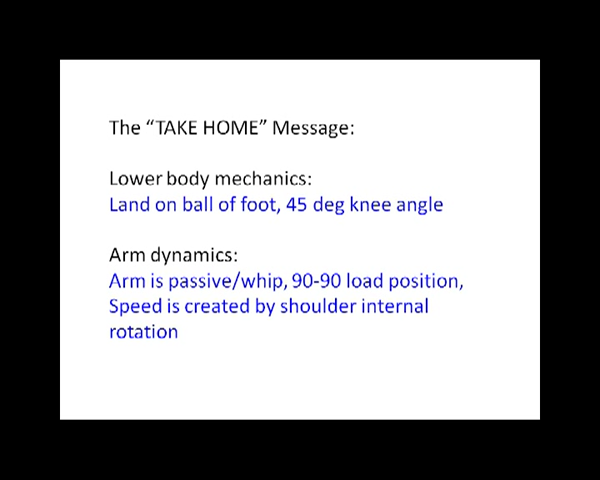 The “TAKE HOME” Message:
Lower body mechanics:
Land on ball of foot, 45 deg knee angle
Arm dynamics:
Arm is passive/whip, 90-90 load position,
Speed is created by shoulder internal
rotation